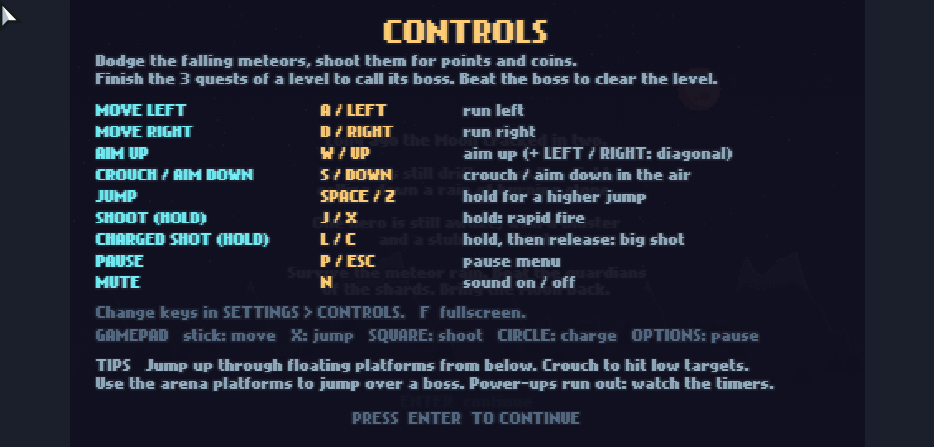 CONTROLS
Dodge the falling meteors, shoot them for points and coins.
Finish the 3 quests of a level to call its boss. Beat the boss to clear the level.
MOVE LEFT A / LEFT run left
MOVE RIGHT D / RIGHT run right
AIM UP W / UP aim up (+ LEFT / RIGHT: diagonal)
CROUCH / AIM DOWN S / DOWN crouch / aim down in the air
JUMP SPACE / Z hold for a higher jump
SHOOT (HOLD) J / X hold: rapid fire
CHARGED SHOT (HOLD) L / C hold, then release: big shot
PAUSE P / ESC pause menu
MUTE N sound on / off
Change keys in SETTINGS > CONTROLS. F fullscreen.
GAMEPAD stick: move X: jump SQUARE: shoot CIRCLE: charge OPTIONS: pause
TIPS Jump up through floating platforms from below. Crouch to hit low targets.
Use the arena platforms to jump over a boss. Power-ups run out: watch the timers.
PRESS ENTER TO CONTINUE